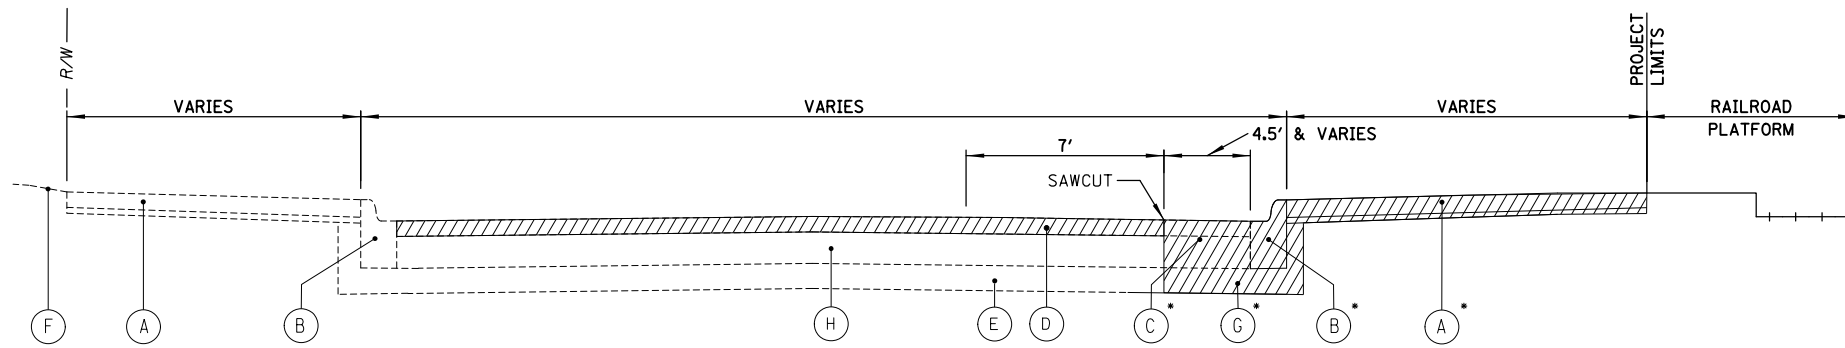 R/W
PROJECT
LIMITS
VARIES
VARIES
VARIES
RAILROAD
PLATFORM
4.5' & VARIES
7'
SAWCUT
F
A
B
H
E
D
C*
G*
B*
A*